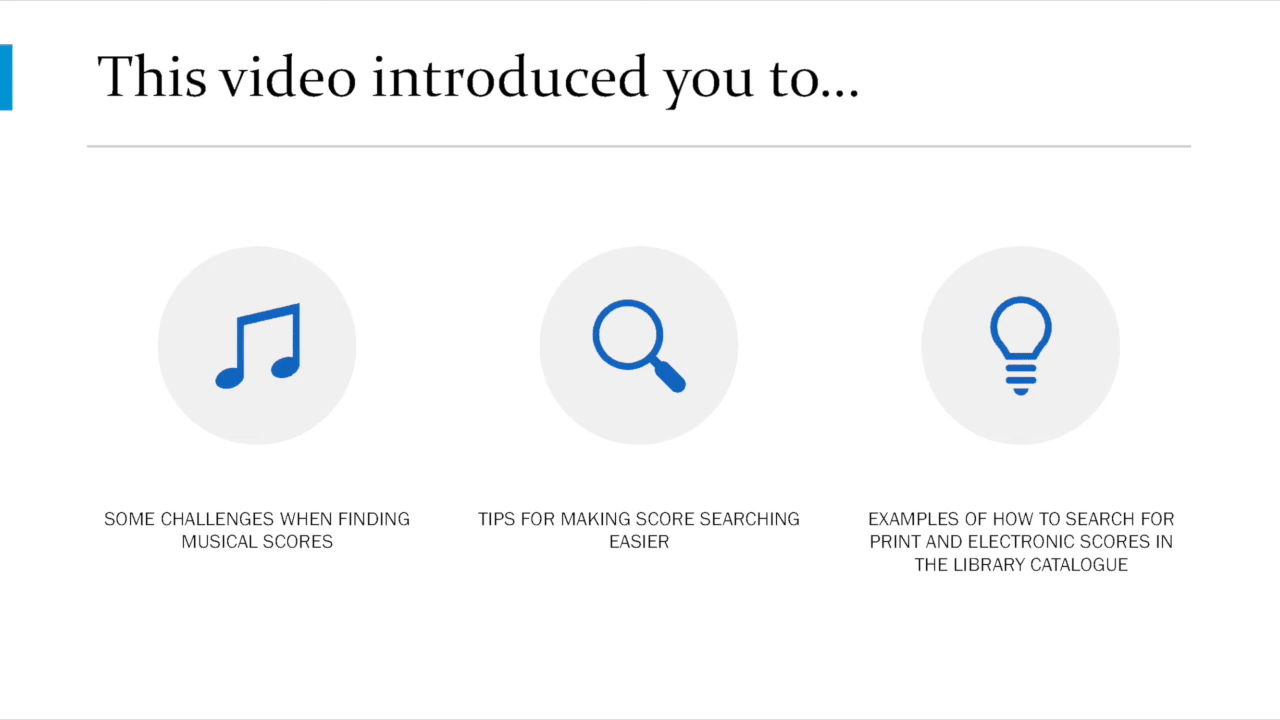 This video introduced you to...
SOME CHALLENGES WHEN FINDING
MUSICAL SCORES
TIPS FOR MAKING SCORE SEARCHING
EASIER
EXAMPLES OF HOW TO SEARCH FOR
PRINT AND ELECTRONIC SCORES IN
THE LIBRARY CATALOGUE